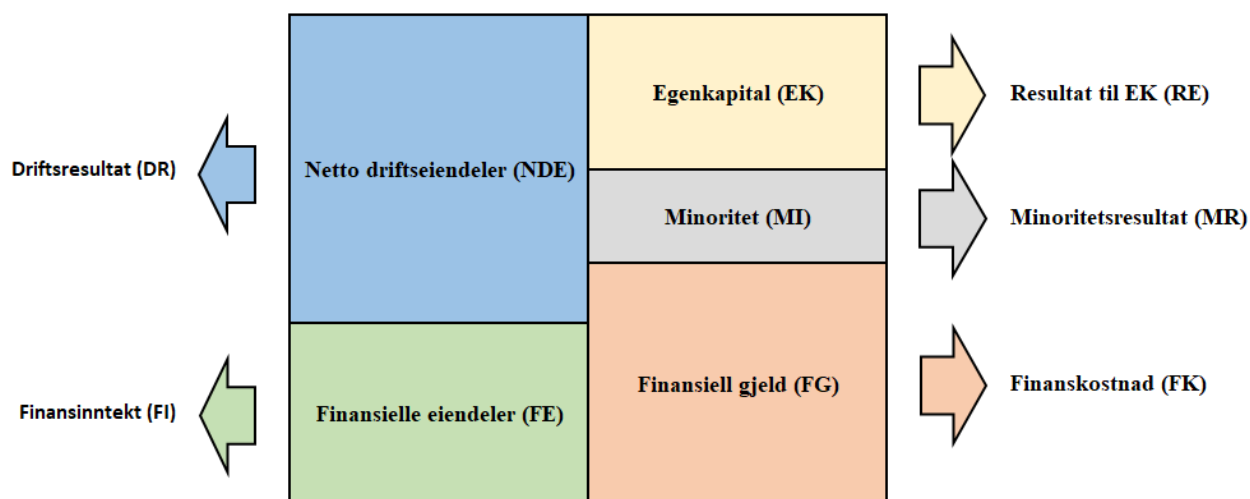 Egenkapital (EK)
Resultat til EK (RE)
Driftsresultat (DR)
Netto driftseiendeler (NDE)
Minoritet (MI)
Minoritetsresultat (MR)
Finansiell gjeld (FG)
Finanskostnad (FK)
Finansinntekt (FI)
Finansielle eiendeler (FE)